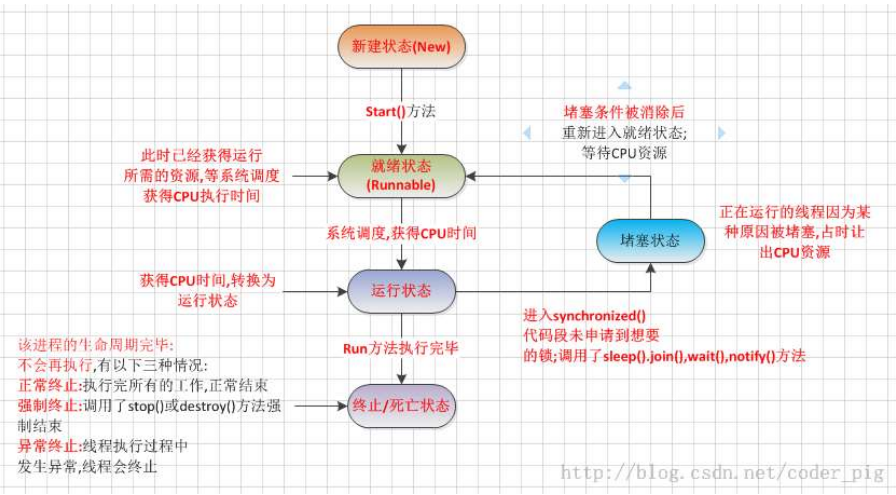 新建状态(New)
Start()方法
堵塞条件被消除后
重新进入就绪状态;
等待CPU资源
此时已经获得运行
所需的资源,等系统调度
获得CPU执行时间
就绪状态
(Runnable)
正在运行的线程因为某
种原因被堵塞,占时让
出CPU资源
系统调度,获得CPU时间
堵塞状态
获得CPU时间,转换为
运行状态
运行状态
进入synchronized()
代码段未申请到想要
的锁;调用了sleep().join(),wait(),notify()方法
Run方法执行完毕
该进程的生命周期完毕:
不会再执行,有以下三种情况:
正常终止:执行完所有的工作,正常结束
强制终止:调用了stop()或destroy()方法强
制结束
异常终止:线程执行过程中
发生异常,线程会终止
终止/死亡状态
http://blog.csdn.net/coder_pig